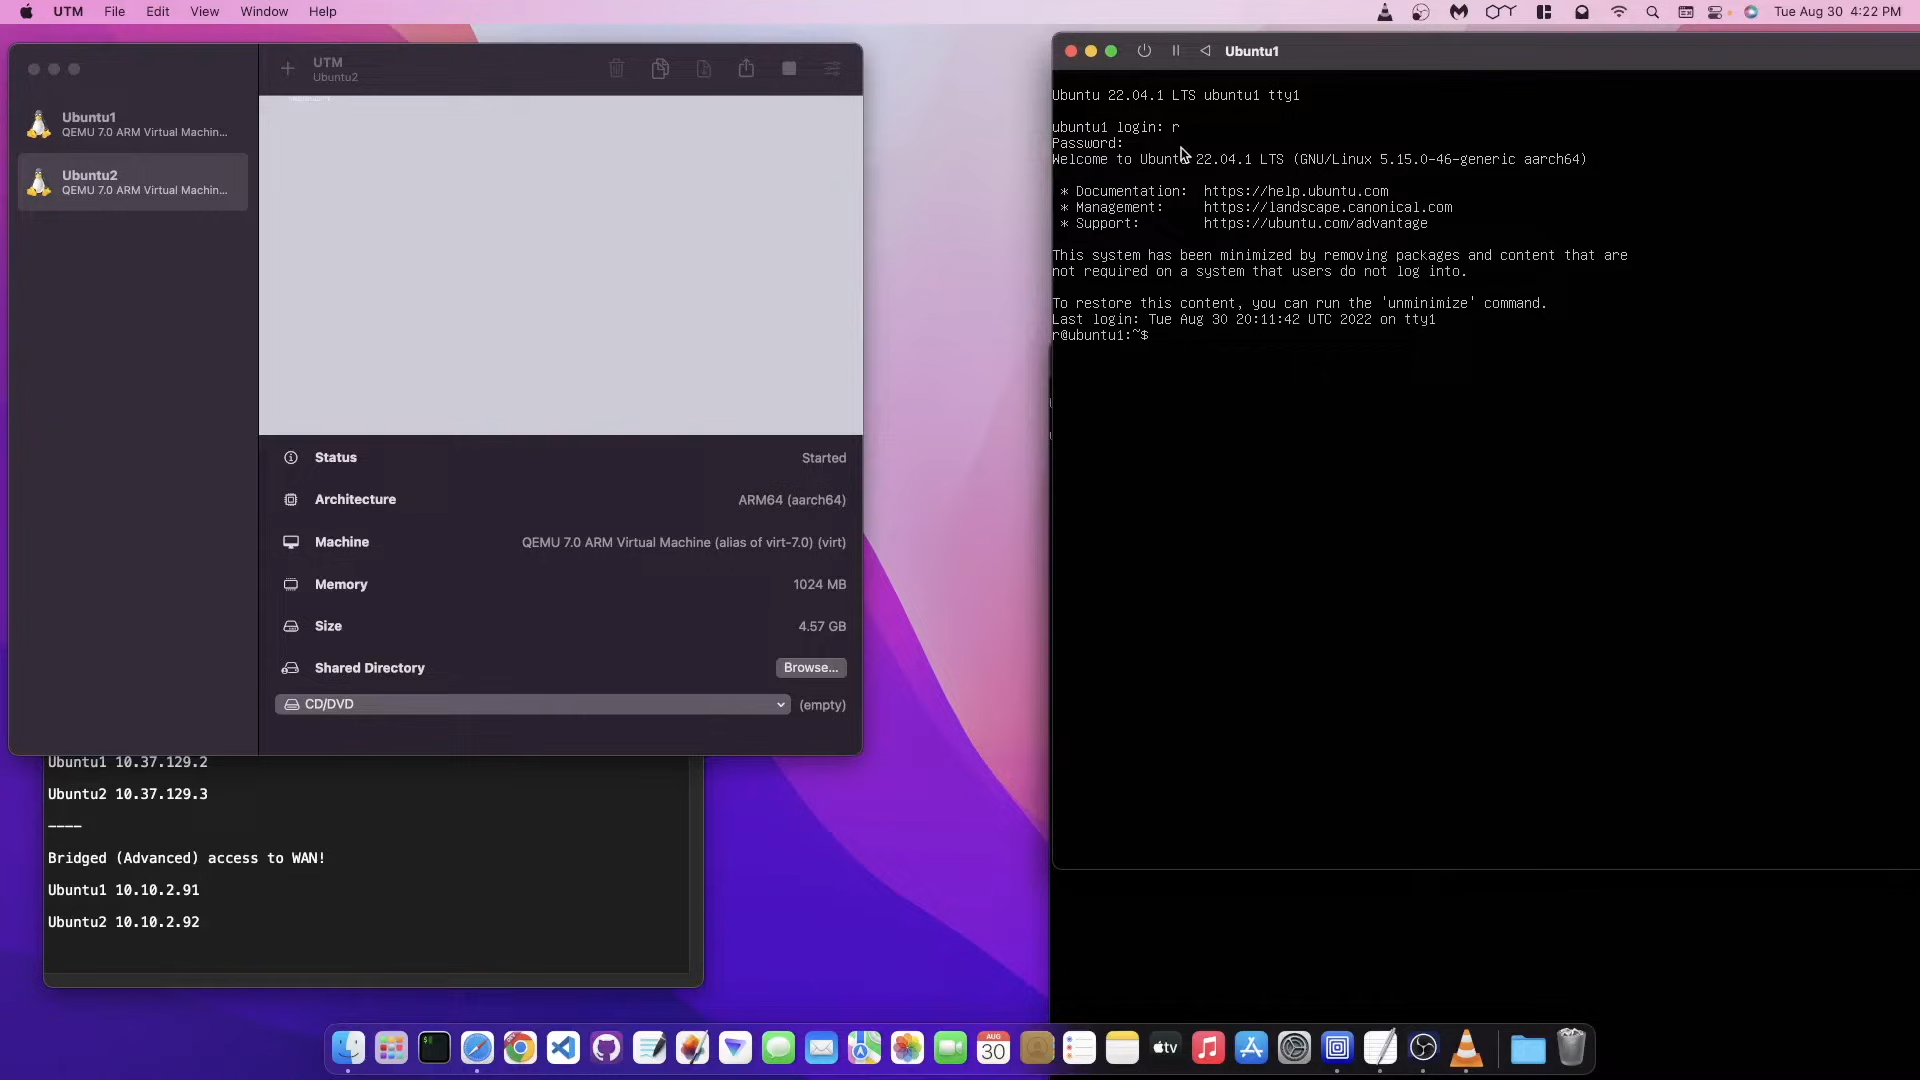 UTM File Edit View Window Help
Tue Aug 30 4:22 PM
UTM
Ubuntu2
Ubuntu1
QEMU 7.0 ARM Virtual Machin...
Ubuntu2
QEMU 7.0 ARM Virtual Machin...
Status Started
Architecture ARM64 (aarch64)
Machine QEMU 7.0 ARM Virtual Machine (alias of virt-7.0) (virt)
Memory 1024 MB
Size 4.57 GB
Shared Directory Browse...
CD/DVD (empty)
Ubuntu1 10.37.129.2
Ubuntu2 10.37.129.3
----
Bridged (Advanced) access to WAN!
Ubuntu1 10.10.2.91
Ubuntu2 10.10.2.92
Ubuntu1
Ubuntu 22.04.1 LTS ubuntu1 tty1
ubuntu1 login: r
Password:
Welcome to Ubuntu 22.04.1 LTS (GNU/Linux 5.15.0-46-generic aarch64)
* Documentation: https://help.ubuntu.com
* Management: https://landscape.canonical.com
* Support: https://ubuntu.com/advantage
This system has been minimized by removing packages and content that are
not required on a system that users do not log into.
To restore this content, you can run the 'unminimize' command.
Last login: Tue Aug 30 20:11:42 UTC 2022 on tty1
r@ubuntu1:~$
AUG
30
tv